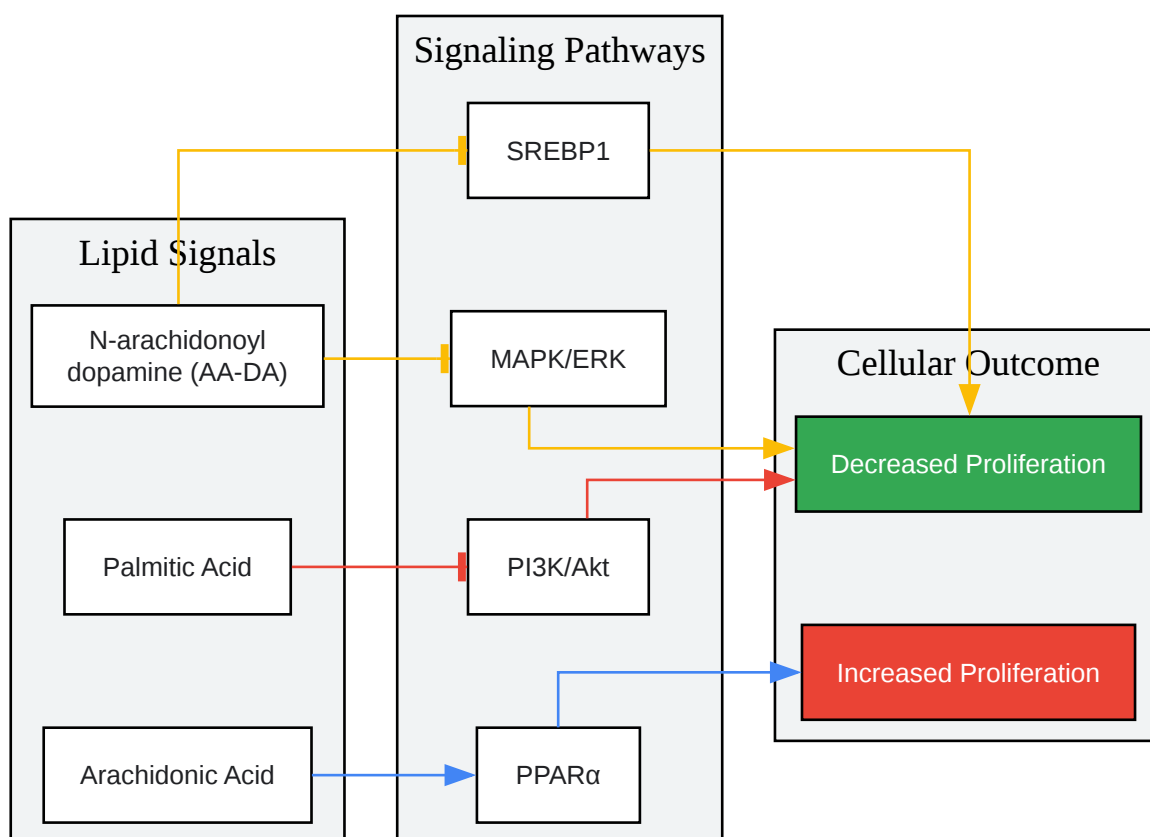 Signaling Pathways
SREBP1
Lipid Signals
N-arachidonoyl
dopamine (AA-DA)
MAPK/ERK
Cellular Outcome
Decreased Proliferation
Palmitic Acid
PI3K/Akt
Increased Proliferation
Arachidonic Acid
PPARα